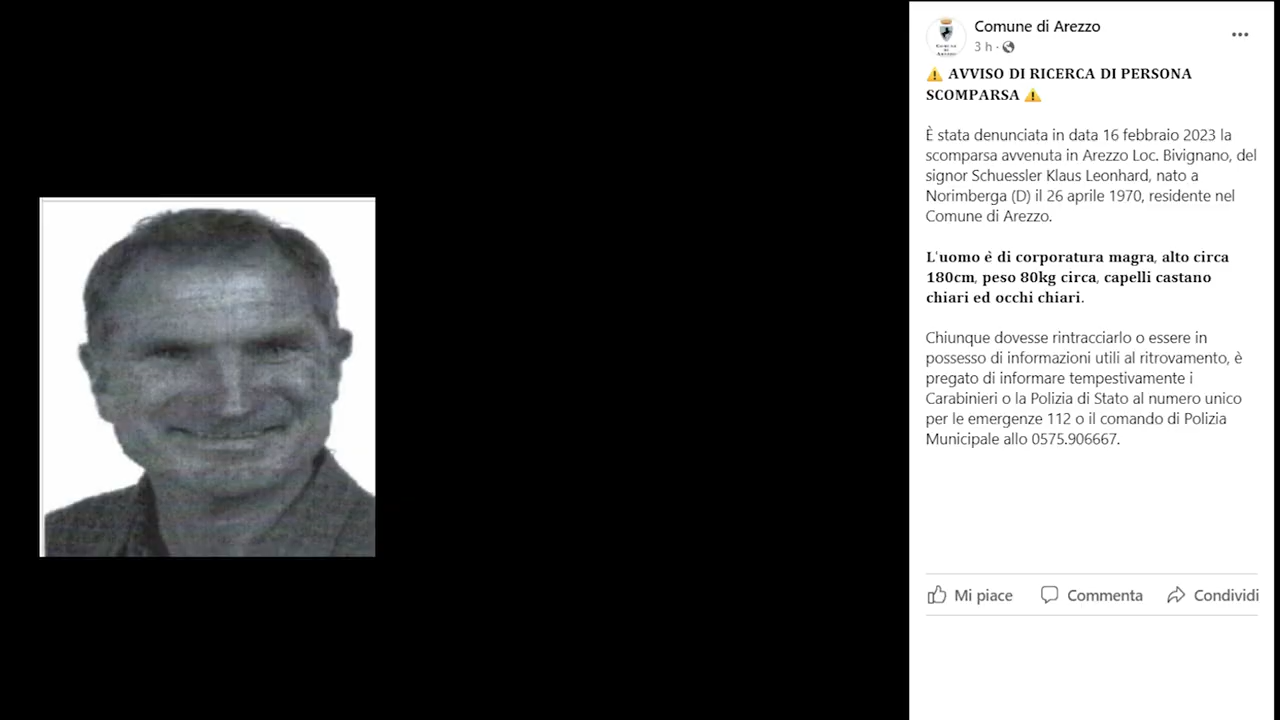 Comune di Arezzo
3 h ·
⚠️ AVVISO DI RICERCA DI PERSONA
SCOMPARSA ⚠️
È stata denunciata in data 16 febbraio 2023 la
scomparsa avvenuta in Arezzo Loc. Bivignano, del
signor Schuessler Klaus Leonhard, nato a
Norimberga (D) il 26 aprile 1970, residente nel
Comune di Arezzo.
L'uomo è di corporatura magra, alto circa
180cm, peso 80kg circa, capelli castano
chiari ed occhi chiari.
Chiunque dovesse rintracciarlo o essere in
possesso di informazioni utili al ritrovamento, è
pregato di informare tempestivamente i
Carabinieri o la Polizia di Stato al numero unico
per le emergenze 112 o il comando di Polizia
Municipale allo 0575.906667.
Mi piace Commenta Condividi